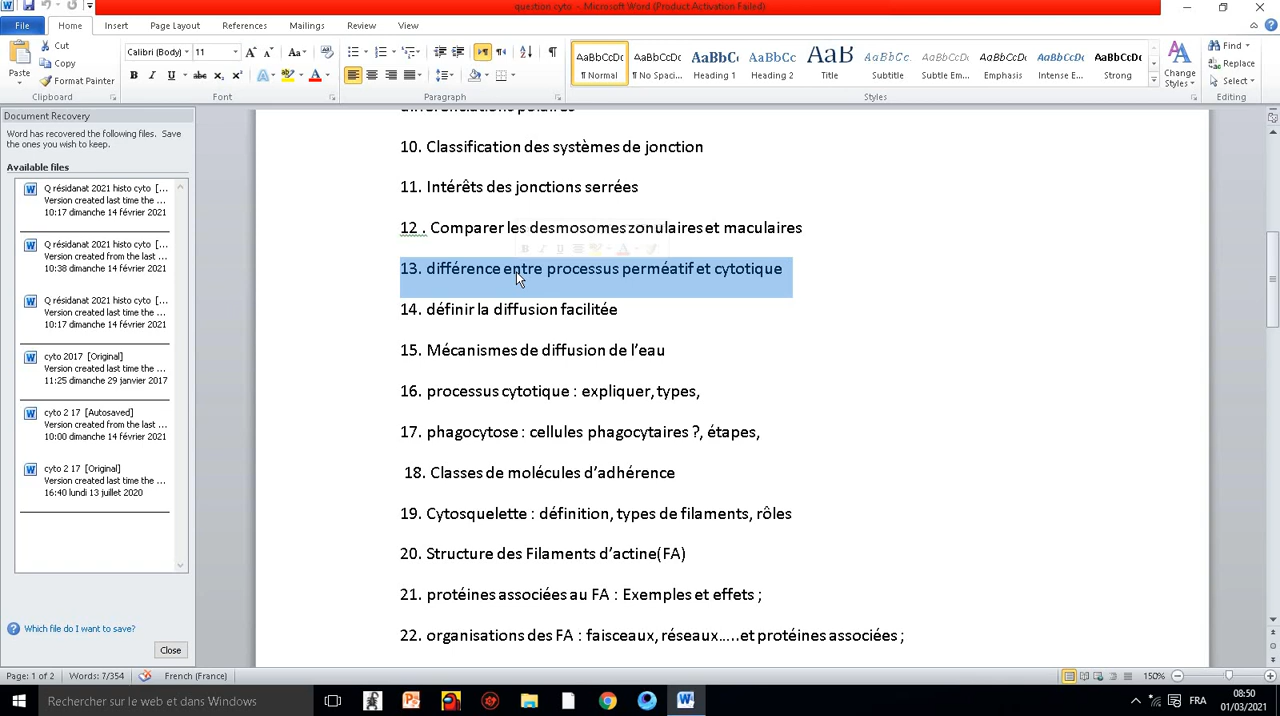 question.cyto - Microsoft Word (Product Activation Failed)
File Home Insert Page Layout References Mailings Review View
Cut
Copy
Format Painter
Paste
Clipboard
Calibri (Body) 11
Font
Paragraph
AaBbCcDc AaBbCcDc AaBbC AaBbCc AaB AaBbCc. AaBbCcDc AaBbCcDc AaBbCcDc AaBbCcDc
¶ Normal ¶ No Spaci... Heading 1 Heading 2 Title Subtitle Subtle Em... Emphasis Intense E... Strong
Styles
Change Styles
Find
Replace
Select
Editing
Document Recovery
Word has recovered the following files. Save
the ones you wish to keep.
Available files
Q résidanat 2021 histo cyto [...
Version created last time the ...
10:17 dimanche 14 février 2021
Q résidanat 2021 histo cyto [...
Version created from the last ...
10:38 dimanche 14 février 2021
Q résidanat 2021 histo cyto [...
Version created last time the ...
10:17 dimanche 14 février 2021
cyto 2017 [Original]
Version created last time the ...
11:25 dimanche 29 janvier 2017
cyto 2 17 [Autosaved]
Version created from the last ...
10:00 dimanche 14 février 2021
cyto 2 17 [Original]
Version created last time the ...
16:40 lundi 13 juillet 2020
Which file do I want to save?
Close
10. Classification des systèmes de jonction
11. Intérêts des jonctions serrées
12 . Comparer les desmosomes zonulaires et maculaires
13. différence entre processus perméatif et cytotique
14. définir la diffusion facilitée
15. Mécanismes de diffusion de l’eau
16. processus cytotique : expliquer, types,
17. phagocytose : cellules phagocytaires ?, étapes,
18. Classes de molécules d’adhérence
19. Cytosquelette : définition, types de filaments, rôles
20. Structure des Filaments d’actine(FA)
21. protéines associées au FA : Exemples et effets ;
22. organisations des FA : faisceaux, réseaux.....et protéines associées ;
Page: 1 of 2 Words: 7/354 French (France) 150%
Rechercher sur le web et dans Windows
FRA
08:50
01/03/2021